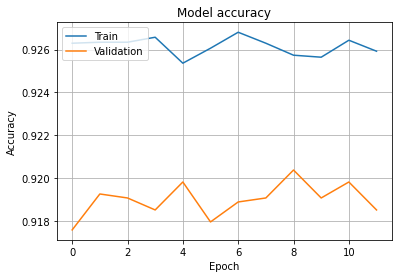 Model accuracy
Train
Validation
0.926
0.924
0.922
0.920
0.918
Accuracy
0 2 4 6 8 10
Epoch